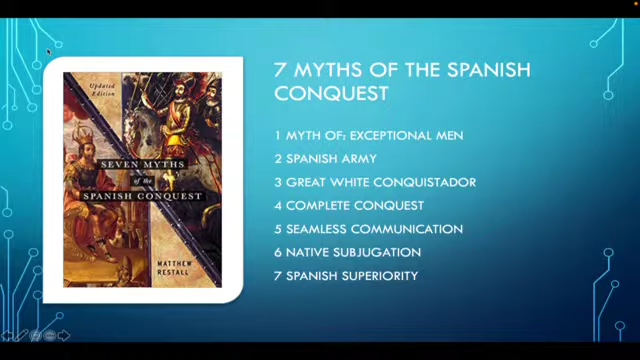 7 MYTHS OF THE SPANISH
CONQUEST
1 MYTH OF: EXCEPTIONAL MEN
2 SPANISH ARMY
3 GREAT WHITE CONQUISTADOR
4 COMPLETE CONQUEST
5 SEAMLESS COMMUNICATION
6 NATIVE SUBJUGATION
7 SPANISH SUPERIORITY
Updated
Edition
SEVEN MYTHS
of the
SPANISH CONQUEST
MATTHEW
RESTALL